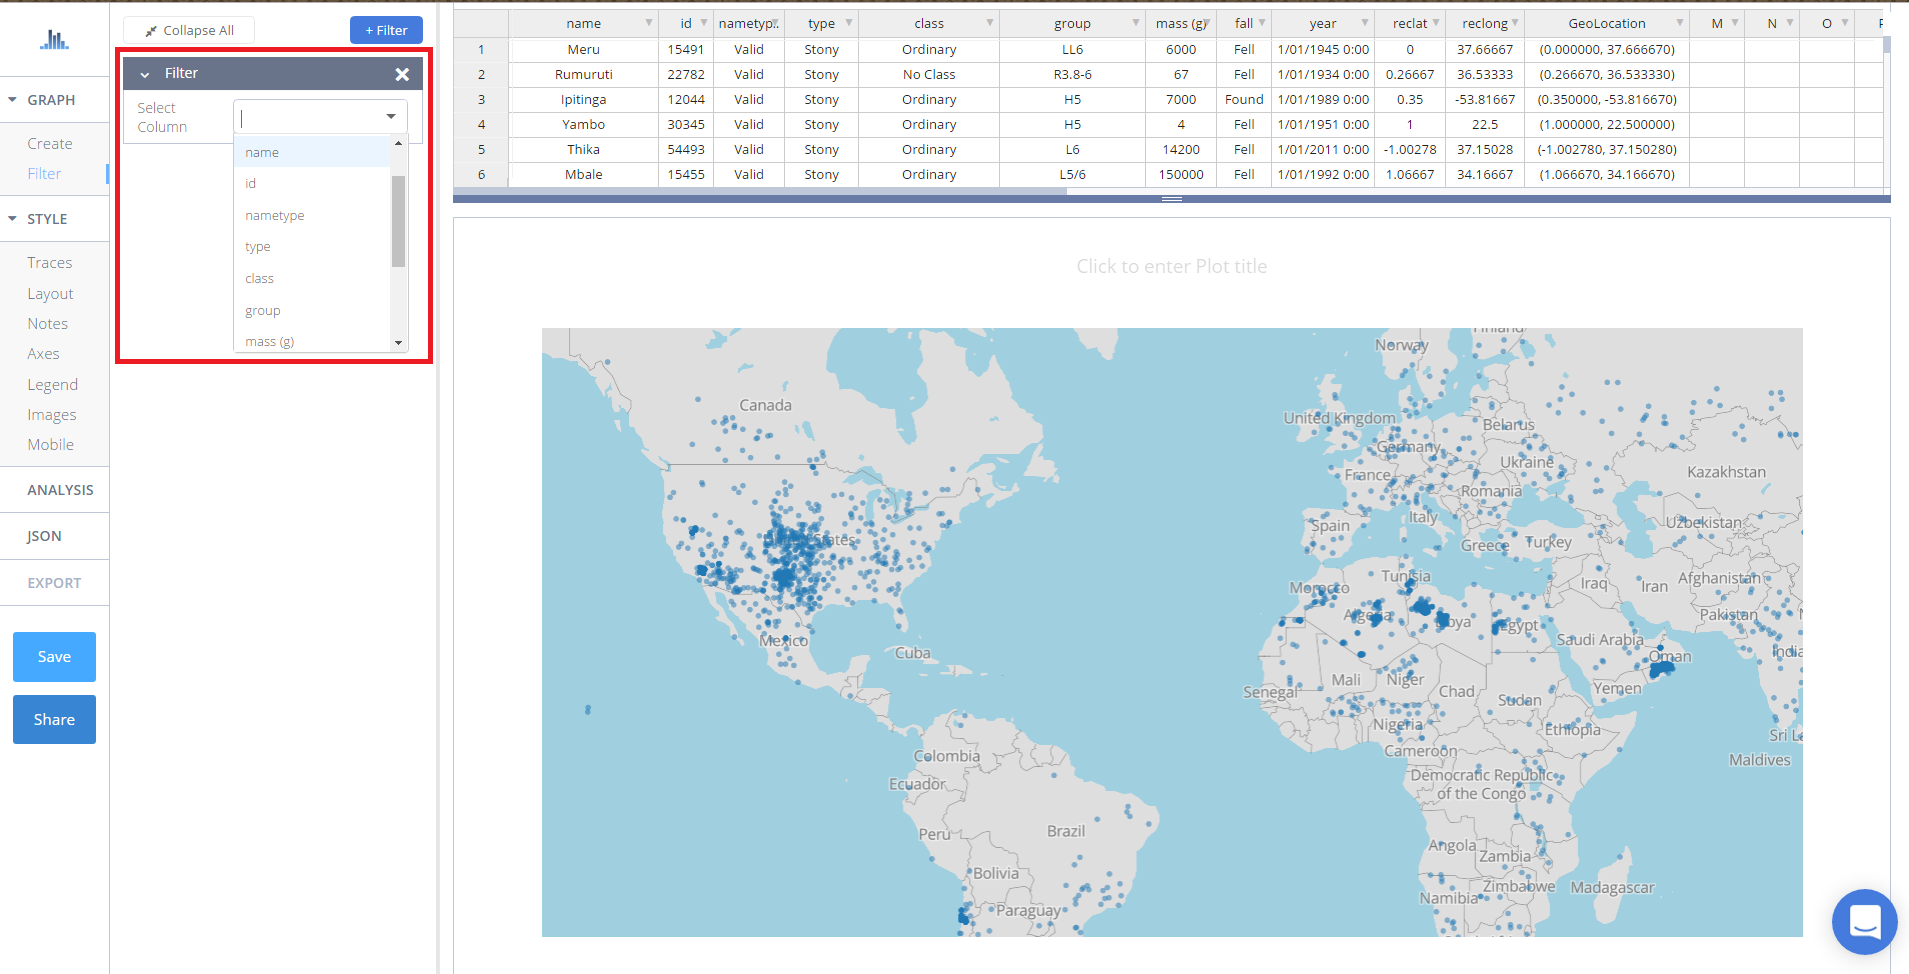 Collapse All
+ Filter
Filter
Select
Column
name
id
nametype
type
class
group
mass (g)
GRAPH
Create
Filter
STYLE
Traces
Layout
Notes
Axes
Legend
Images
Mobile
ANALYSIS
JSON
EXPORT
Save
Share
name id nametyp.. type class group mass (g) fall year reclat reclong GeoLocation M N O
1 Meru 15491 Valid Stony Ordinary LL6 6000 Fell 1/01/1945 0:00 0 37.66667 (0.000000, 37.666670)
2 Rumuruti 22782 Valid Stony No Class R3.8-6 67 Fell 1/01/1934 0:00 0.26667 36.53333 (0.266670, 36.533330)
3 Ipitinga 12044 Valid Stony Ordinary H5 7000 Found 1/01/1989 0:00 0.35 -53.81667 (0.350000, -53.816670)
4 Yambo 30345 Valid Stony Ordinary H5 4 Fell 1/01/1951 0:00 1 22.5 (1.000000, 22.500000)
5 Thika 54493 Valid Stony Ordinary L6 14200 Fell 1/01/2011 0:00 -1.00278 37.15028 (-1.002780, 37.150280)
6 Mbale 15455 Valid Stony Ordinary L5/6 150000 Fell 1/01/1992 0:00 1.06667 34.16667 (1.066670, 34.166670)
Click to enter Plot title
Finland
Norway
Canada
United Kingdom
Belarus
Germany
Ukraine
France
Kazakhstan
Romania
Italy
Spain
Uzbekistan
United States
Greece
Turkey
Tunisia
Afghanistan
Iraq
Iran
Morocco
Algeria
Libya
Egypt
Pakistan
Mexico
Saudi Arabia
Cuba
Oman
India
Mali
Niger
Chad
Yemen
Senegal
Sudan
Nigeria
Ethiopia
Sri L
Cameroon
Colombia
Maldives
Ecuador
Democratic Republic
of the Congo
Peru
Brazil
Angola
Zambia
Bolivia
Zimbabwe
Madagascar
Namibia
Paraguay